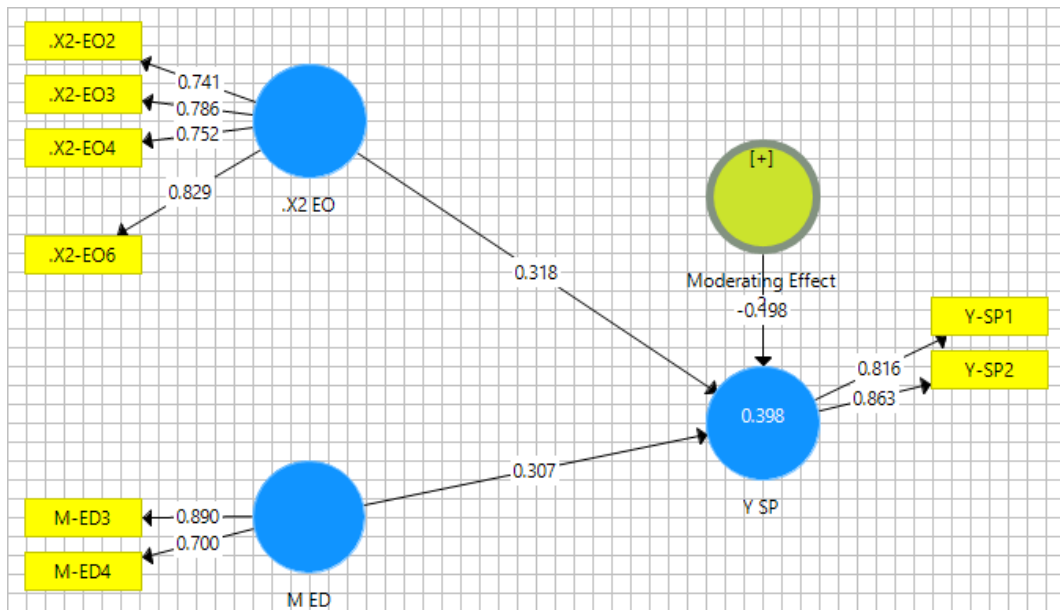 .X2-EO2
0.741
.X2-EO3
0.786
.X2-EO4
0.752
0.829
.X2-EO6
.X2 EO
[+]
0.318
Moderating Effect
2
-0.198
Y-SP1
0.816
Y-SP2
0.863
0.398
0.307
Y SP
M-ED3
0.890
0.700
M-ED4
M ED